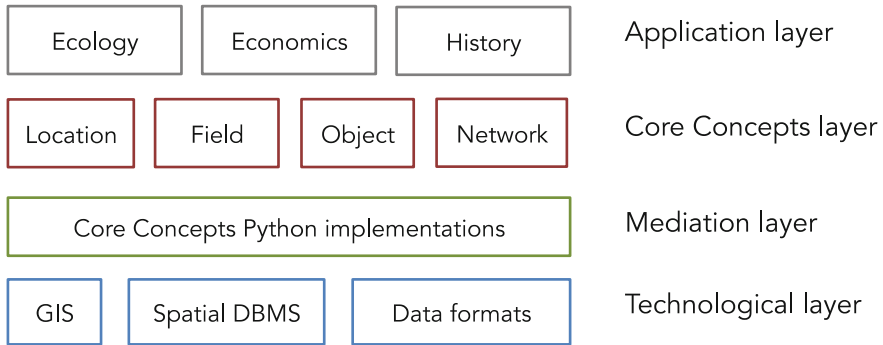 Ecology Economics History Application layer
Location Field Object Network Core Concepts layer
Core Concepts Python implementations Mediation layer
GIS Spatial DBMS Data formats Technological layer